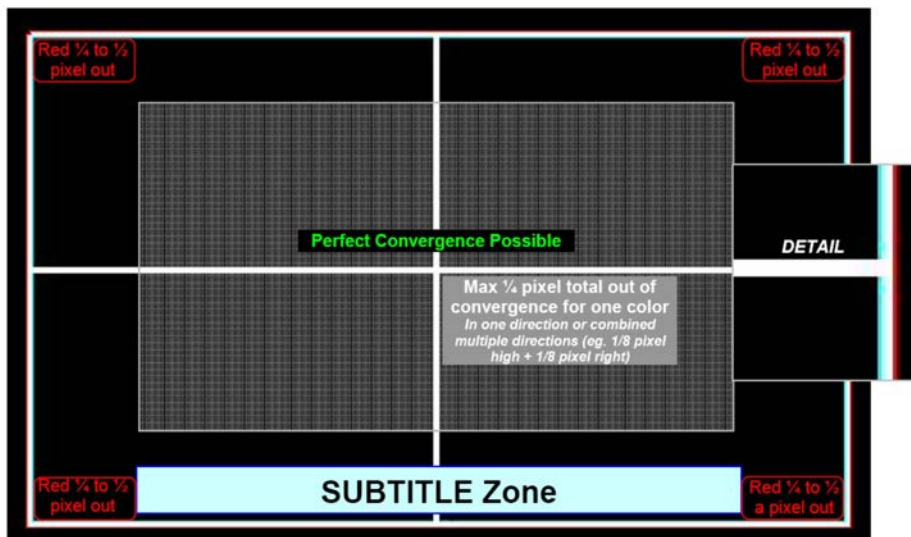 Red ¼ to ½
pixel out
Red ¼ to ½
pixel out
Perfect Convergence Possible
DETAIL
Max ¼ pixel total out of
convergence for one color
In one direction or combined
multiple directions (eg. 1/8 pixel
high + 1/8 pixel right)
Red ¼ to ½
pixel out
SUBTITLE Zone
Red ¼ to ½
a pixel out